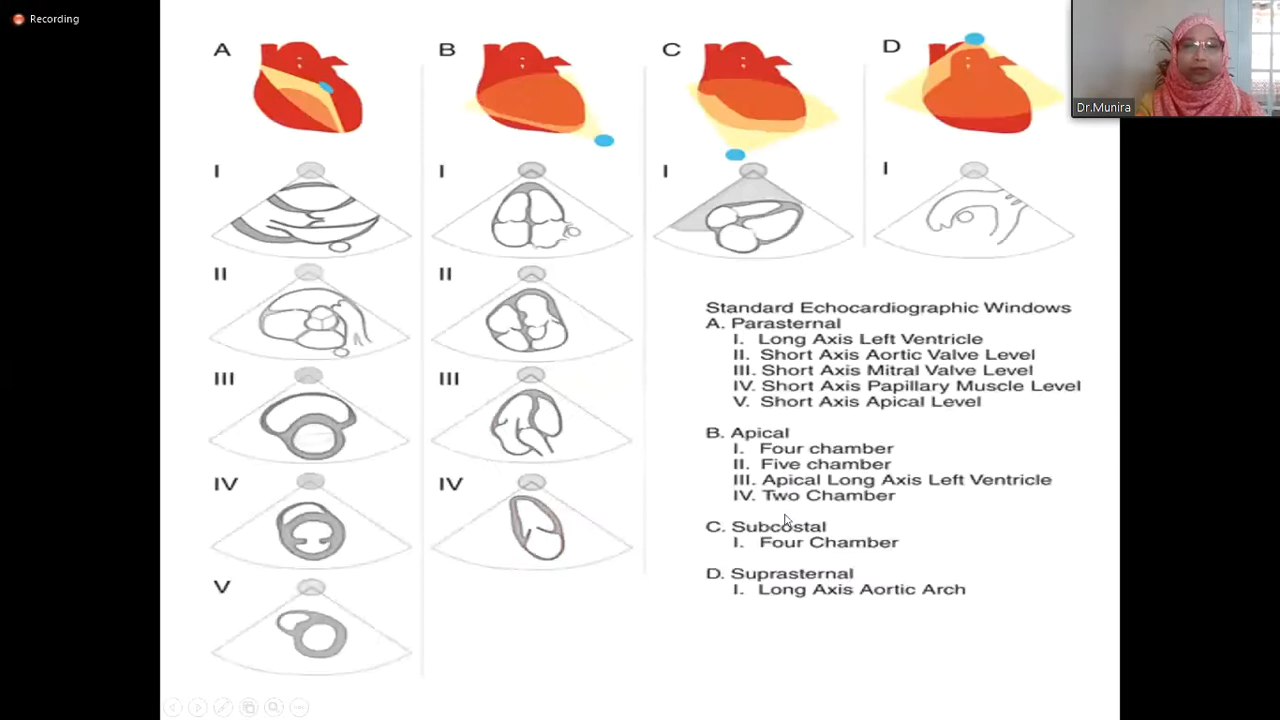 Recording
A
B
C
D
Dr.Munira
I
I
I
I
II
II
III
III
IV
IV
V
Standard Echocardiographic Windows
A. Parasternal
I. Long Axis Left Ventricle
II. Short Axis Aortic Valve Level
III. Short Axis Mitral Valve Level
IV. Short Axis Papillary Muscle Level
V. Short Axis Apical Level
B. Apical
I. Four chamber
II. Five chamber
III. Apical Long Axis Left Ventricle
IV. Two Chamber
C. Subcostal
I. Four Chamber
D. Suprasternal
I. Long Axis Aortic Arch